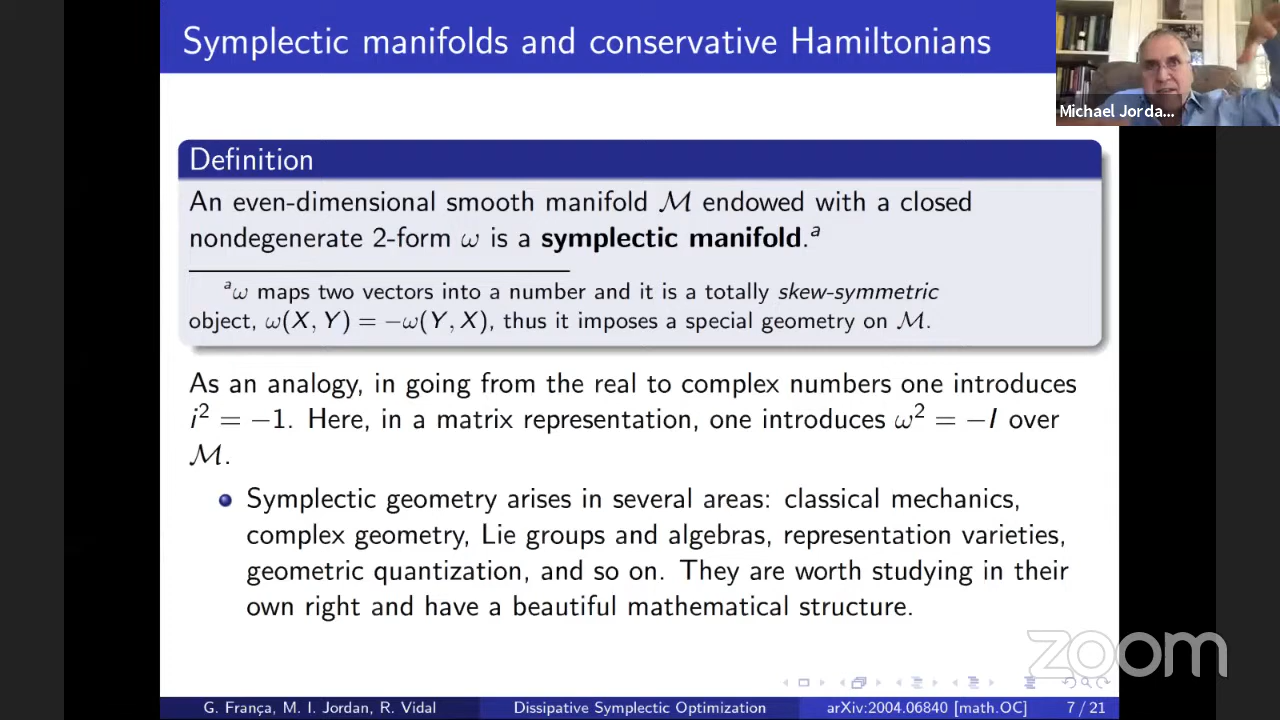 Symplectic manifolds and conservative Hamiltonians
Michael Jorda...
Definition
An even-dimensional smooth manifold ℳ endowed with a closed
nondegenerate 2-form ω is a symplectic manifold.ᵃ
ᵃω maps two vectors into a number and it is a totally skew-symmetric
object, ω(X, Y) = −ω(Y, X), thus it imposes a special geometry on ℳ.
As an analogy, in going from the real to complex numbers one introduces
i² = −1. Here, in a matrix representation, one introduces ω² = −I over
ℳ.
Symplectic geometry arises in several areas: classical mechanics,
complex geometry, Lie groups and algebras, representation varieties,
geometric quantization, and so on. They are worth studying in their
own right and have a beautiful mathematical structure.
zoom
G. França, M. I. Jordan, R. Vidal Dissipative Symplectic Optimization arXiv:2004.06840 [math.OC] 7 / 21